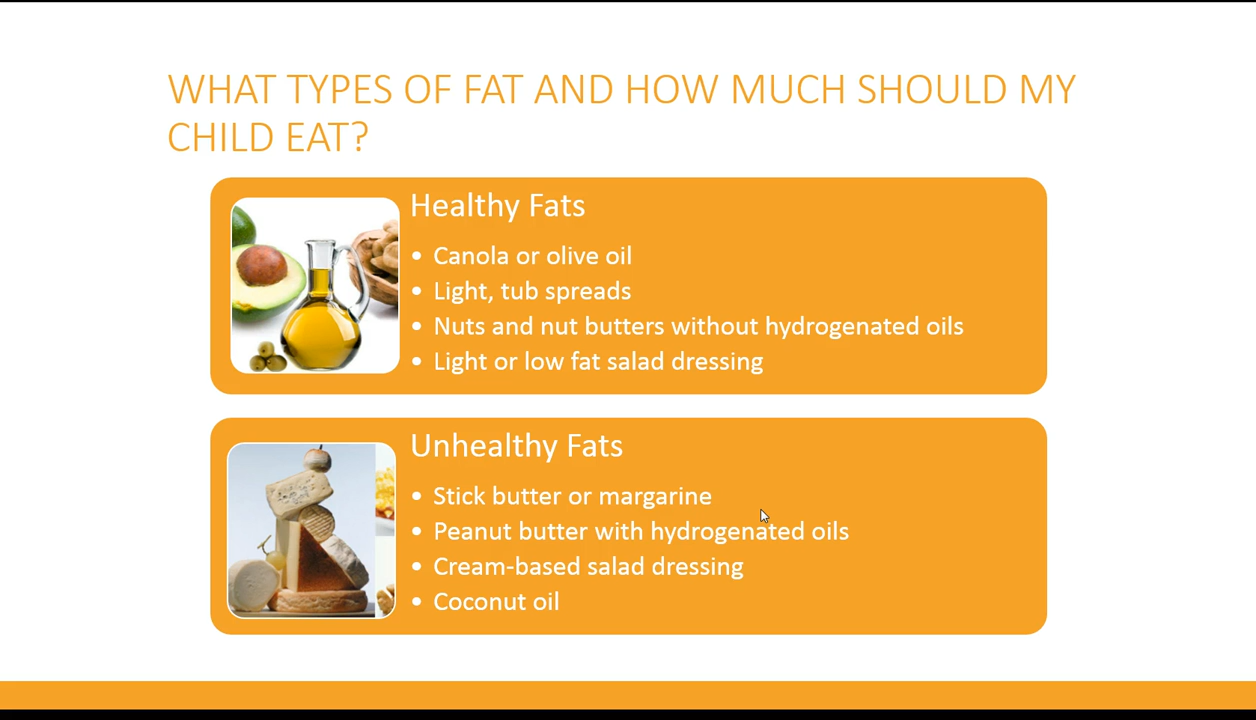 WHAT TYPES OF FAT AND HOW MUCH SHOULD MY
CHILD EAT?
Healthy Fats
• Canola or olive oil
• Light, tub spreads
• Nuts and nut butters without hydrogenated oils
• Light or low fat salad dressing
Unhealthy Fats
• Stick butter or margarine
• Peanut butter with hydrogenated oils
• Cream-based salad dressing
• Coconut oil